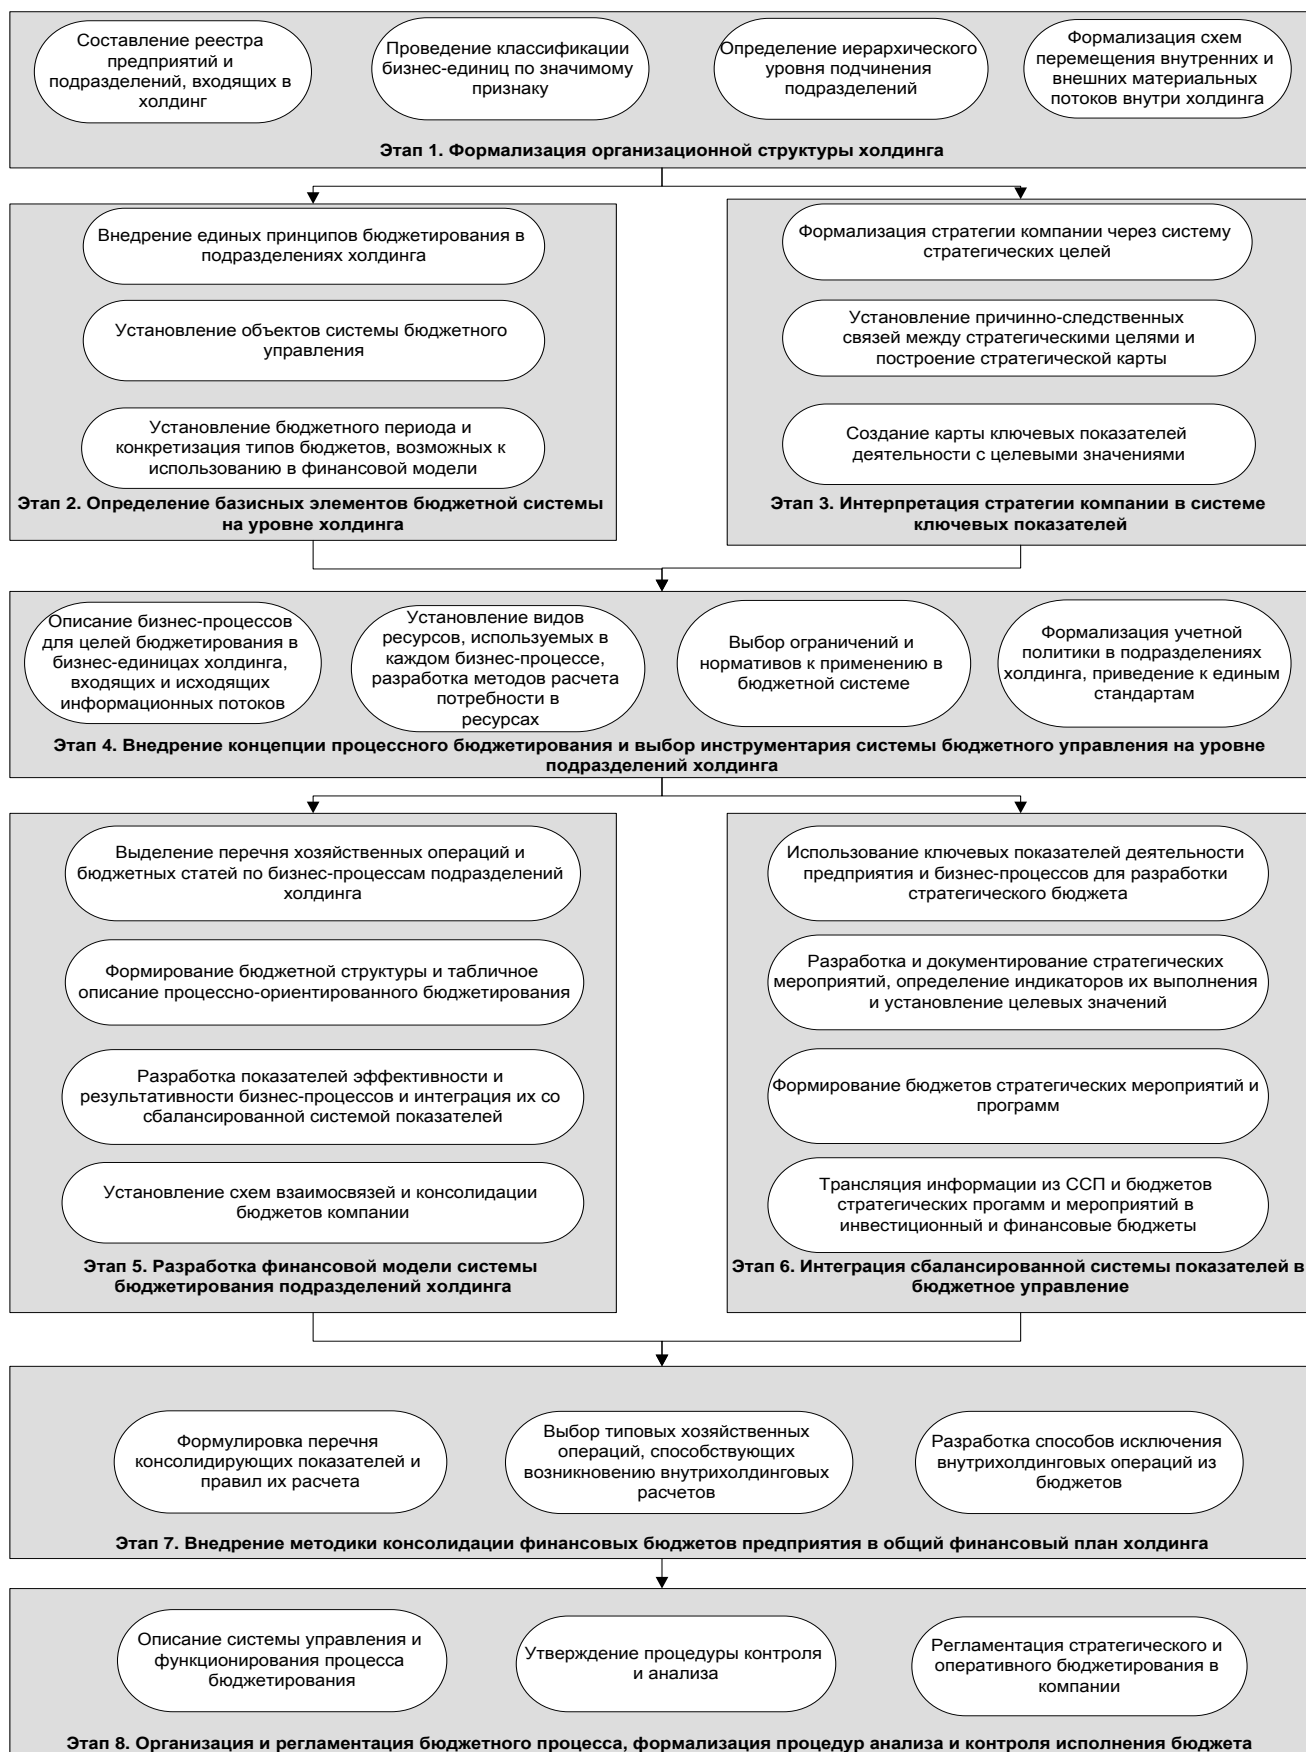 Составление реестра
предприятий и
подразделений, входящих в
холдинг
Проведение классификации
бизнес-единиц по значимому
признаку
Определение иерархического
уровня подчинения
подразделений
Формализация схем
перемещения внутренних и
внешних материальных
потоков внутри холдинга
Этап 1. Формализация организационной структуры холдинга
Внедрение единых принципов бюджетирования в
подразделениях холдинга
Установление объектов системы бюджетного
управления
Установление бюджетного периода и
конкретизация типов бюджетов, возможных к
использованию в финансовой модели
Этап 2. Определение базисных элементов бюджетной системы
на уровне холдинга
Формализация стратегии компании через систему
стратегических целей
Установление причинно-следственных
связей между стратегическими целями и
построение стратегической карты
Создание карты ключевых показателей
деятельности с целевыми значениями
Этап 3. Интерпретация стратегии компании в системе
ключевых показателей
Описание бизнес-процессов
для целей бюджетирования в
бизнес-единицах холдинга,
входящих и исходящих
информационных потоков
Установление видов
ресурсов, используемых в
каждом бизнес-процессе,
разработка методов расчета
потребности в
ресурсах
Выбор ограничений и
нормативов к применению в
бюджетной системе
Формализация учетной
политики в подразделениях
холдинга, приведение к единым
стандартам
Этап 4. Внедрение концепции процессного бюджетирования и выбор инструментария системы бюджетного управления на уровне
подразделений холдинга
Выделение перечня хозяйственных операций и
бюджетных статей по бизнес-процессам подразделений
холдинга
Формирование бюджетной структуры и табличное
описание процессно-ориентированного бюджетирования
Разработка показателей эффективности и
результативности бизнес-процессов и интеграция их со
сбалансированной системой показателей
Установление схем взаимосвязей и консолидации
бюджетов компании
Этап 5. Разработка финансовой модели системы
бюджетирования подразделений холдинга
Использование ключевых показателей деятельности
предприятия и бизнес-процессов для разработки
стратегического бюджета
Разработка и документирование стратегических
мероприятий, определение индикаторов их выполнения
и установление целевых значений
Формирование бюджетов стратегических мероприятий и
программ
Трансляция информации из ССП и бюджетов
стратегических прогамм и мероприятий в
инвестиционный и финансовые бюджеты
Этап 6. Интеграция сбалансированной системы показателей в
бюджетное управление
Формулировка перечня
консолидирующих показателей и
правил их расчета
Выбор типовых хозяйственных
операций, способствующих
возникновению внутрихолдинговых
расчетов
Разработка способов исключения
внутрихолдинговых операций из
бюджетов
Этап 7. Внедрение методики консолидации финансовых бюджетов предприятия в общий финансовый план холдинга
Описание системы управления и
функционирования процесса
бюджетирования
Утверждение процедуры контроля
и анализа
Регламентация стратегического и
оперативного бюджетирования в
компании
Этап 8. Организация и регламентация бюджетного процесса, формализация процедур анализа и контроля исполнения бюджета